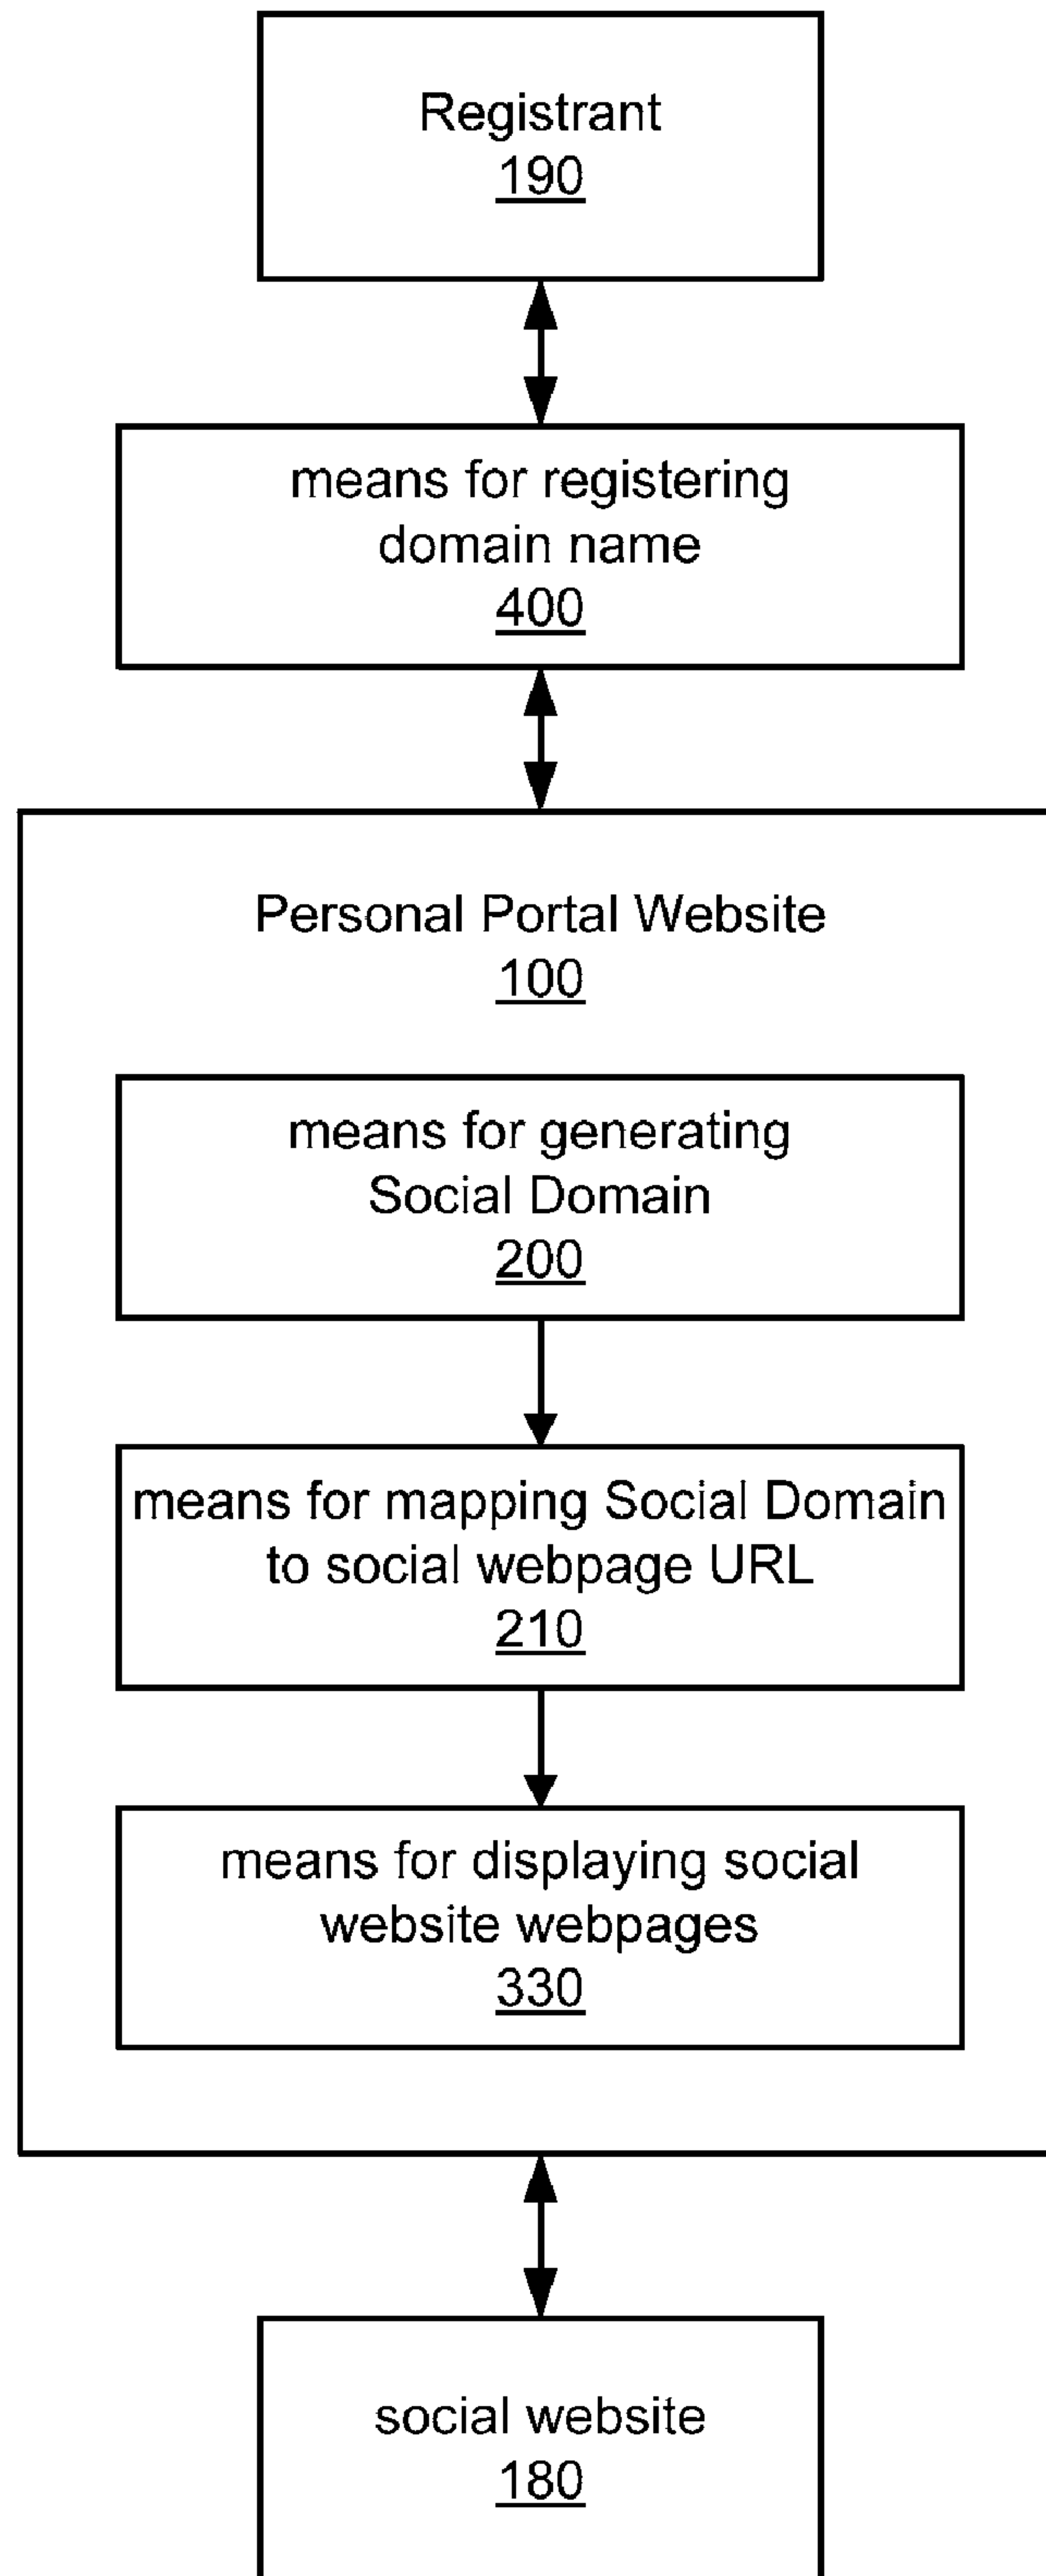 Registrant
190
means for registering
domain name
400
Personal Portal Website
100
means for generating
Social Domain
200
means for mapping Social Domain
to social webpage URL
210
means for displaying social
website webpages
330
social website
180